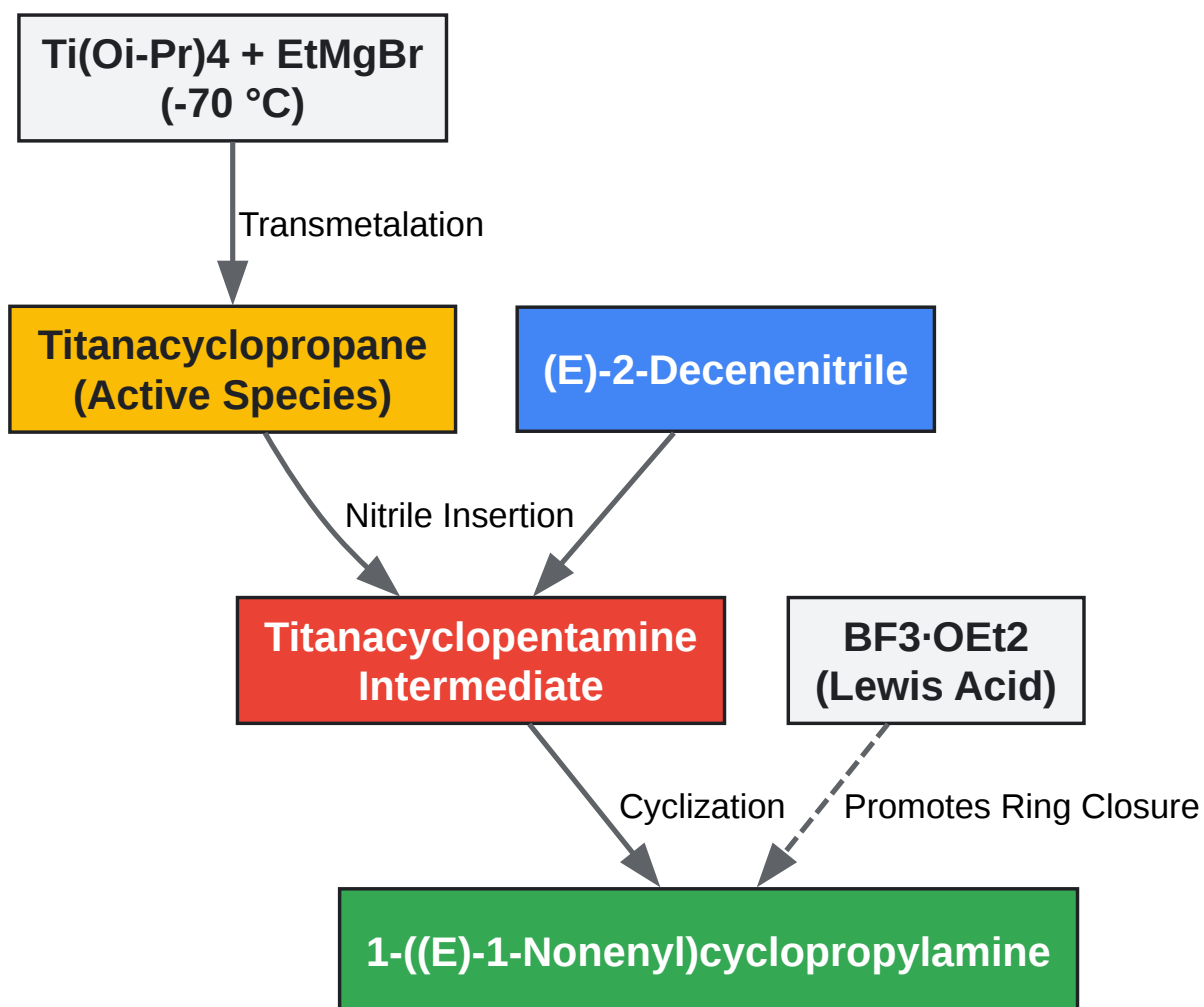 Ti(Oi-Pr)4 + EtMgBr
(-70 °C)
Transmetalation
Titanacyclopropane
(Active Species)
(E)-2-Decenenitrile
Nitrile Insertion
Titanacyclopentamine
Intermediate
BF3·OEt2
(Lewis Acid)
Cyclization
Promotes Ring Closure
1-((E)-1-Nonenyl)cyclopropylamine